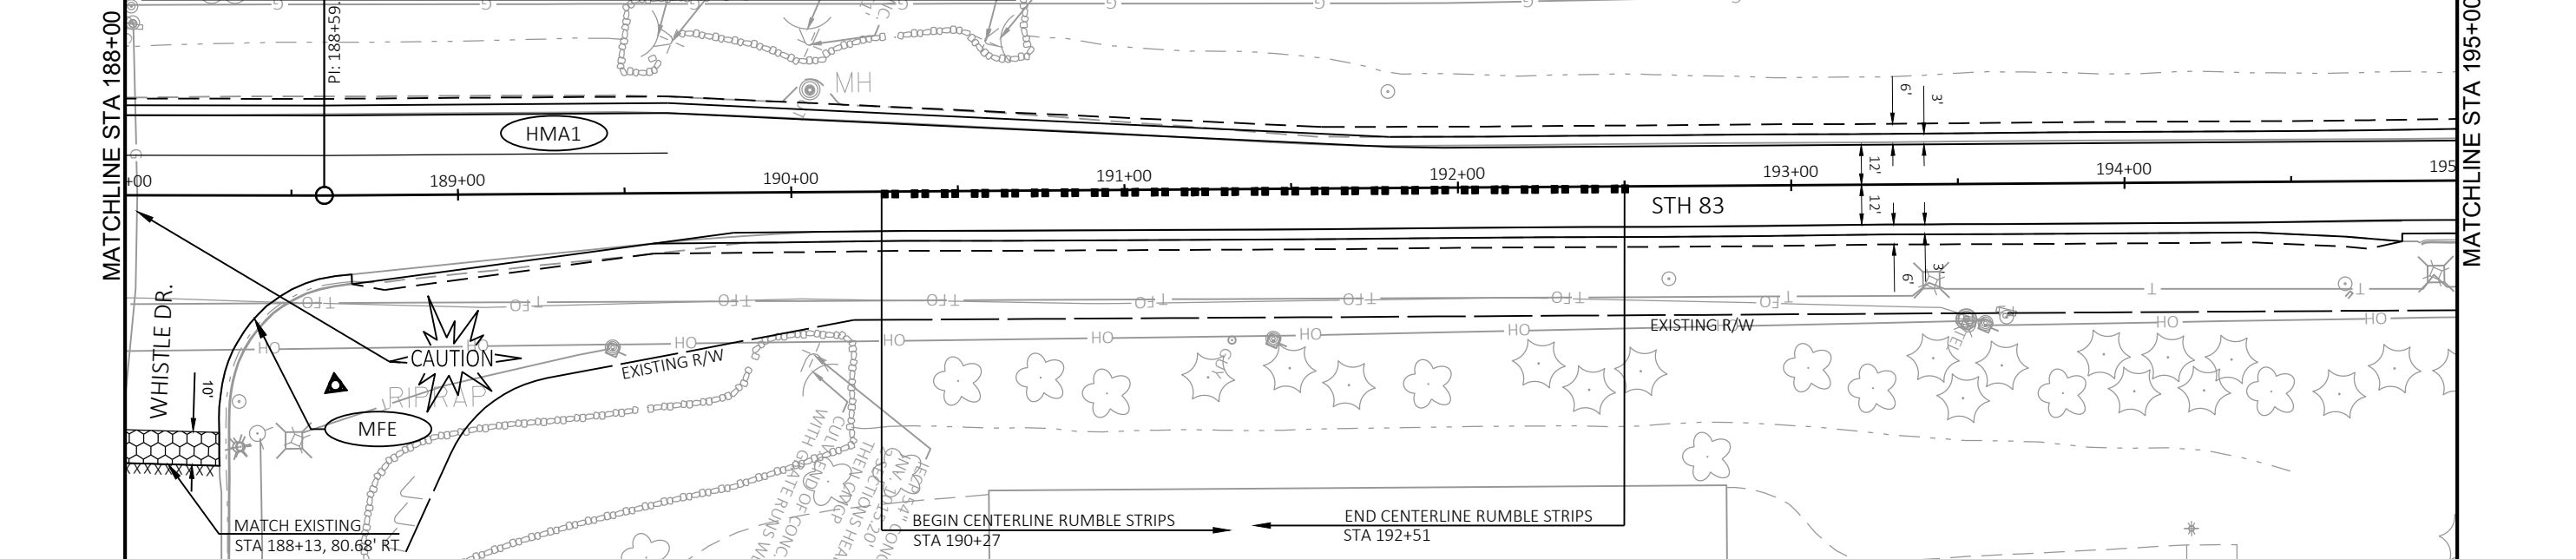 MATCHLINE STA 188+00
PI: 188+59.
MH
HMA1
6'
3'
MATCHLINE STA 195+00
+00
189+00
190+00
191+00
192+00
193+00
194+00
195
12'
12'
STH 83
6'
3'
WHISTLE DR.
10'
CAUTION
RIPRAP
MFE
EXISTING R/W
EXISTING R/W
MATCH EXISTING
STA 188+13, 80.68' RT
BEGIN CENTERLINE RUMBLE STRIPS
STA 190+27
END CENTERLINE RUMBLE STRIPS
STA 192+51